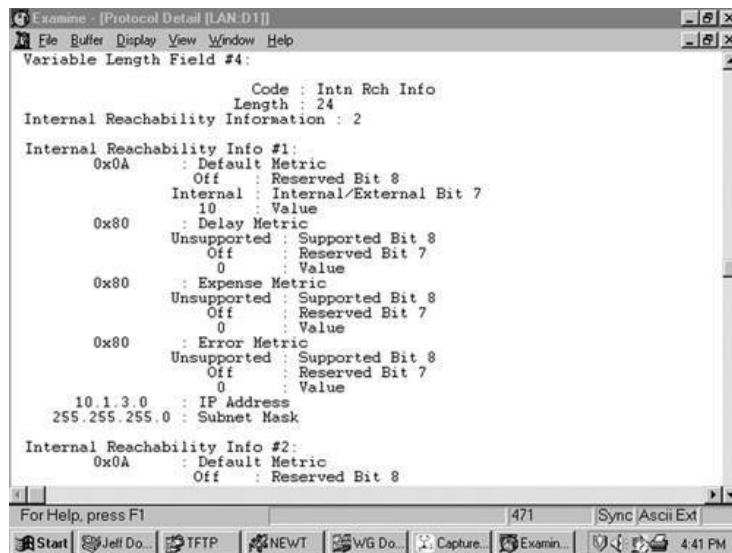 Examine - [Protocol Detail [LAN:D1]]
File Buffer Display View Window Help
Variable Length Field #4:
Code : Intn Rch Info
Length : 24
Internal Reachability Information : 2
Internal Reachability Info #1:
0x0A : Default Metric
Off : Reserved Bit 8
Internal : Internal/External Bit 7
10 : Value
0x80 : Delay Metric
Unsupported : Supported Bit 8
Off : Reserved Bit 7
0 : Value
0x80 : Expense Metric
Unsupported : Supported Bit 8
Off : Reserved Bit 7
0 : Value
0x80 : Error Metric
Unsupported : Supported Bit 8
Off : Reserved Bit 7
0 : Value
10.1.3.0 : IP Address
255.255.255.0 : Subnet Mask
Internal Reachability Info #2:
0x0A : Default Metric
Off : Reserved Bit 8
For Help, press F1 471 Sync Ascii Ext
Start Jeff Do... TFTP NEWT WG Do... Capture... Examin... 4:41 PM